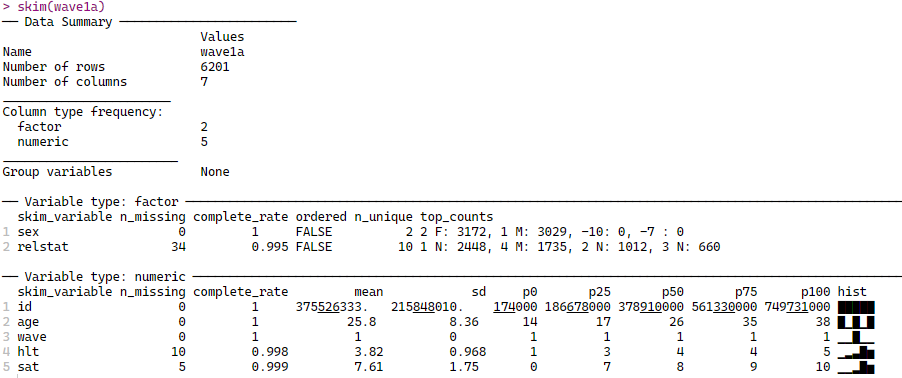 > skim(wave1a)
── Data Summary ────────────────────────
                           Values
Name                       wave1a
Number of rows             6201
Number of columns          7
_______________________
Column type frequency:
  factor                   2
  numeric                  5
________________________
Group variables            None

── Variable type: factor ────────────────────────
  skim_variable n_missing complete_rate ordered n_unique top_counts
1 sex                   0         1     FALSE          2 2 F: 3172, 1 M: 3029, -10: 0, -7 : 0
2 relstat              34         0.995 FALSE         10 1 N: 2448, 4 M: 1735, 2 N: 1012, 3 N: 660

── Variable type: numeric ────────────────────────
  skim_variable n_missing complete_rate         mean            sd     p0       p25       p50       p75      p100 hist
1 id                    0         1     375526333.   215848010.    174000 186678000 378910000 561330000 749731000 █████
2 age                   0         1            25.8          8.36      14        17        26        35        38 █▁█▁█
3 wave                  0         1             1            0          1         1         1         1         1 ▁▁█▁▁
4 hlt                  10         0.998         3.82         0.968      1         3         4         4         5 ▁▂▃█▅
5 sat                   5         0.999         7.61         1.75       0         7         8         9        10 ▁▁▂█▅